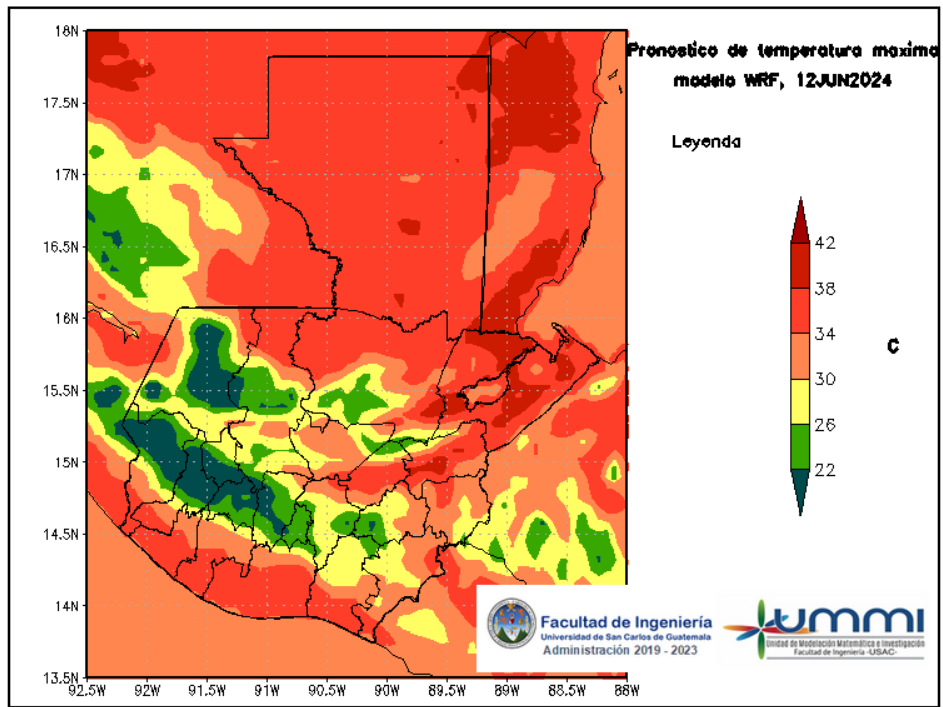 Pronostico de temperatura maxima
modelo WRF, 12JUN2024
Leyenda
42
38
34
30
26
22
C
18N
17.5N
17N
16.5N
16N
15.5N
15N
14.5N
14N
13.5N
92.5W
92W
91.5W
91W
90.5W
90W
89.5W
89W
88.5W
88W
Facultad de Ingeniería
Universidad de San Carlos de Guatemala
Administración 2019 - 2023
ummi
Unidad de Modelación Matemática e Investigación
Facultad de Ingeniería -USAC-